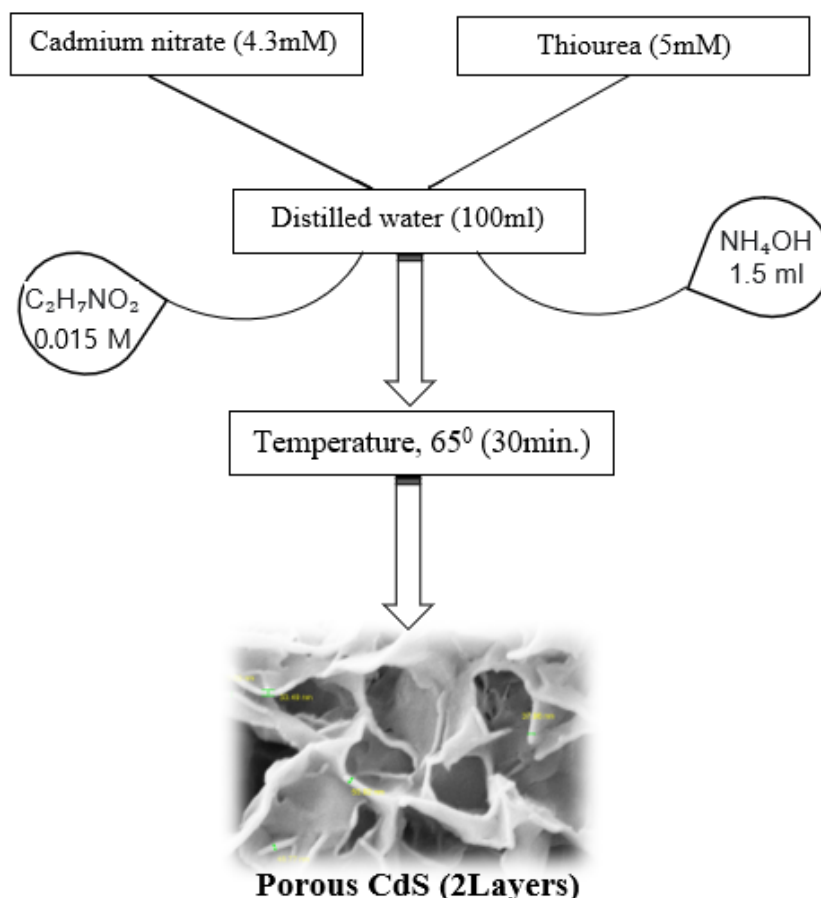 Cadmium nitrate (4.3mM)
Thiourea (5mM)
Distilled water (100ml)
C₂H₇NO₂
0.015 M
NH₄OH
1.5 ml
Temperature, 65⁰ (30min.)
Porous CdS (2Layers)